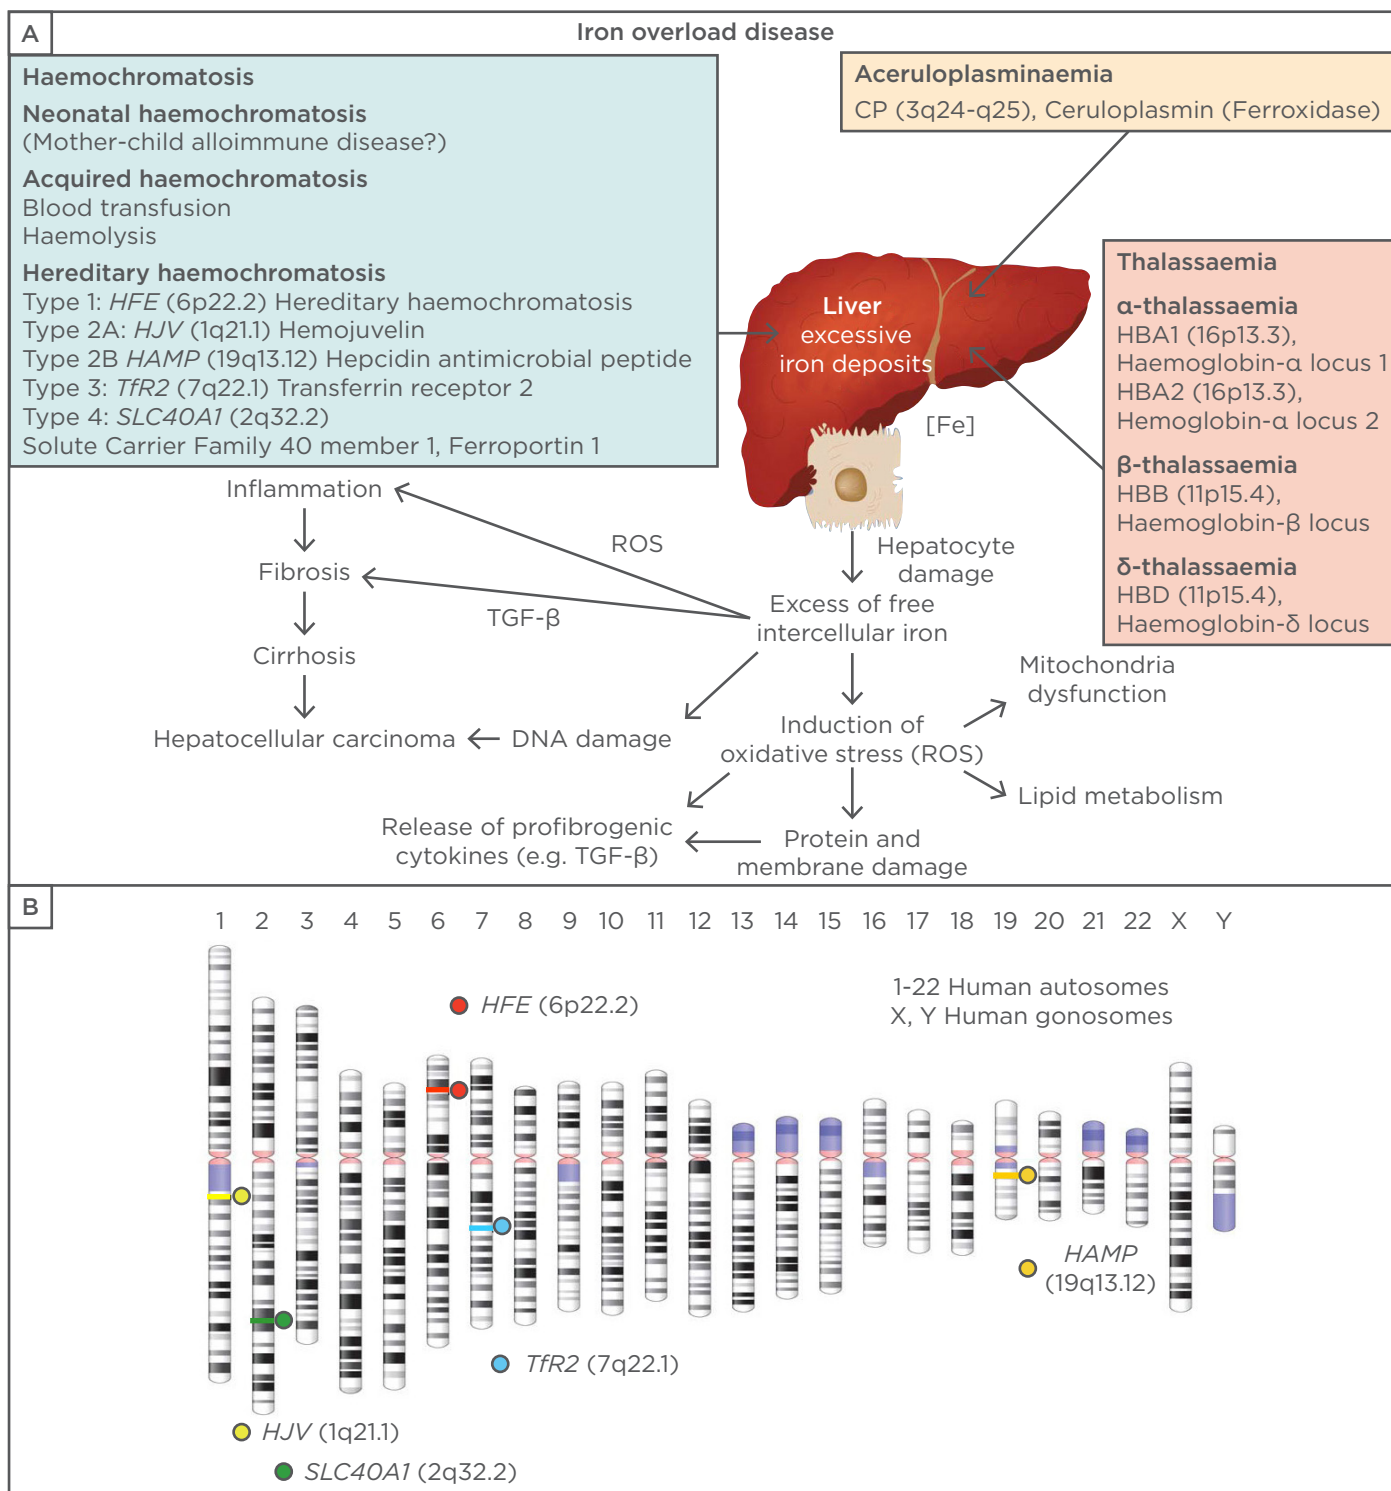 A
Iron overload disease
Haemochromatosis
Neonatal haemochromatosis
(Mother-child alloimmune disease?)
Acquired haemochromatosis
Blood transfusion
Haemolysis
Hereditary haemochromatosis
Type 1: HFE (6p22.2) Hereditary haemochromatosis
Type 2A: HJV (1q21.1) Hemojuvelin
Type 2B HAMP (19q13.12) Hepcidin antimicrobial peptide
Type 3: TfR2 (7q22.1) Transferrin receptor 2
Type 4: SLC40A1 (2q32.2)
Solute Carrier Family 40 member 1, Ferroportin 1
Aceruloplasminaemia
CP (3q24-q25), Ceruloplasmin (Ferroxidase)
Thalassaemia
α-thalassaemia
HBA1 (16p13.3),
Haemoglobin-α locus 1
HBA2 (16p13.3),
Hemoglobin-α locus 2
β-thalassaemia
HBB (11p15.4),
Haemoglobin-β locus
δ-thalassaemia
HBD (11p15.4),
Haemoglobin-δ locus
Liver
excessive
iron deposits
[Fe]
Inflammation
ROS
Hepatocyte
damage
Fibrosis
TGF-β
Excess of free
intercellular iron
Cirrhosis
Mitochondria
dysfunction
Hepatocellular carcinoma
DNA damage
Induction of
oxidative stress (ROS)
Lipid metabolism
Release of profibrogenic
cytokines (e.g. TGF-β)
Protein and
membrane damage
B
1 2 3 4 5 6 7 8 9 10 11 12 13 14 15 16 17 18 19 20 21 22 X Y
HFE (6p22.2)
1-22 Human autosomes
X, Y Human gonosomes
HAMP
(19q13.12)
TfR2 (7q22.1)
HJV (1q21.1)
SLC40A1 (2q32.2)